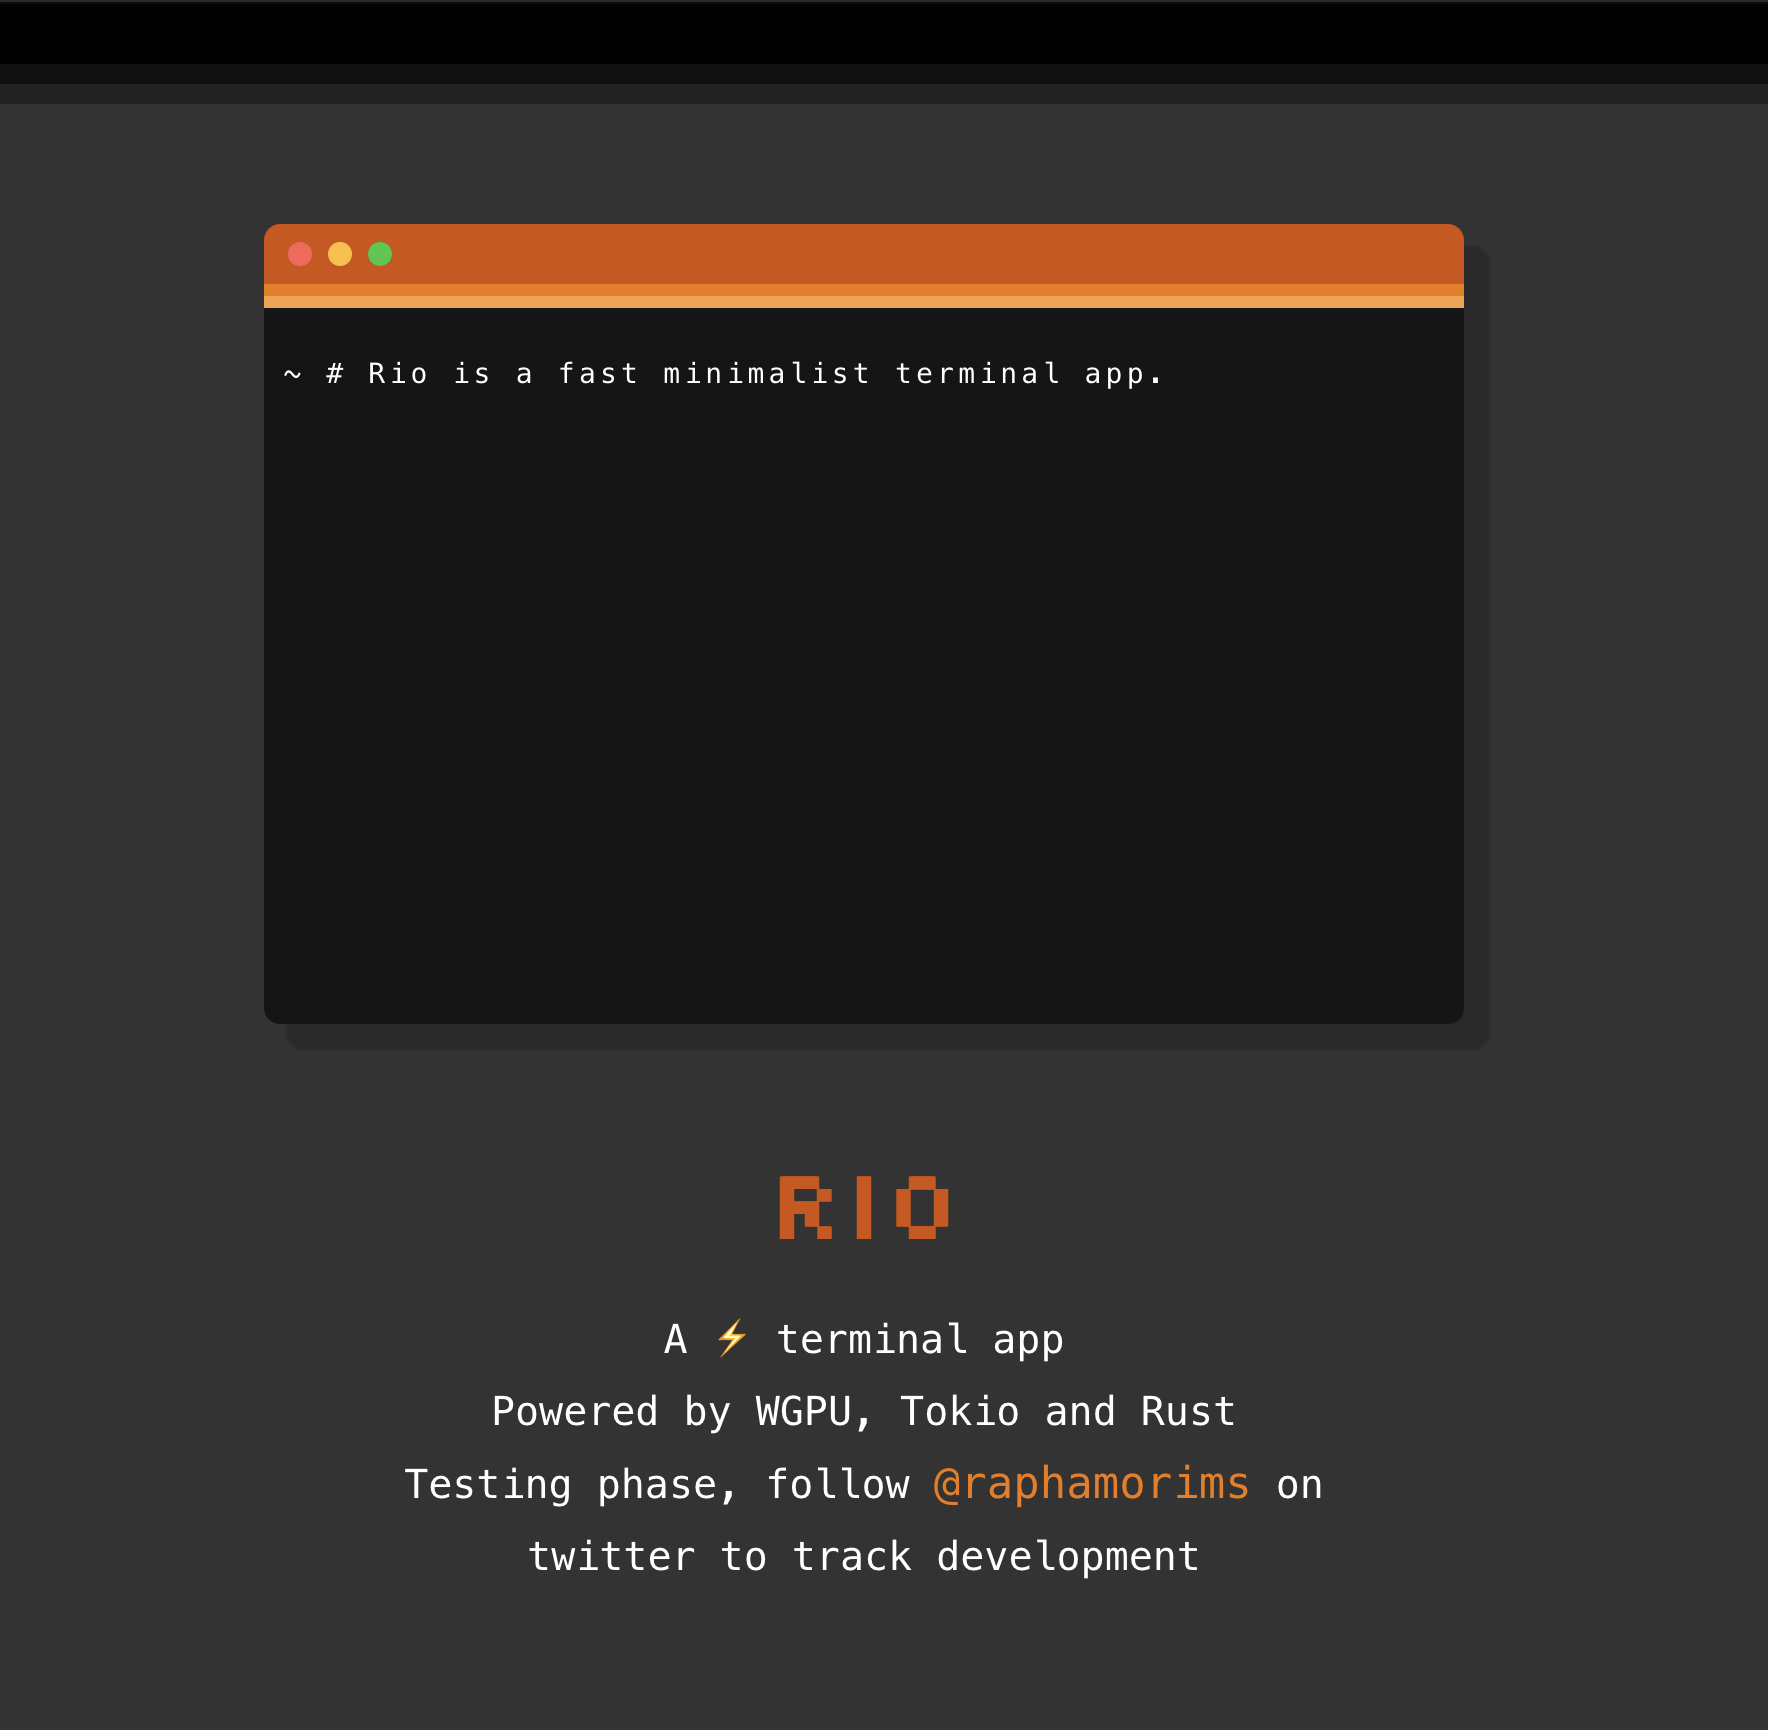 ~ # Rio is a fast minimalist terminal app.
RIO
A ⚡ terminal app
Powered by WGPU, Tokio and Rust
Testing phase, follow @raphamorims on
twitter to track development